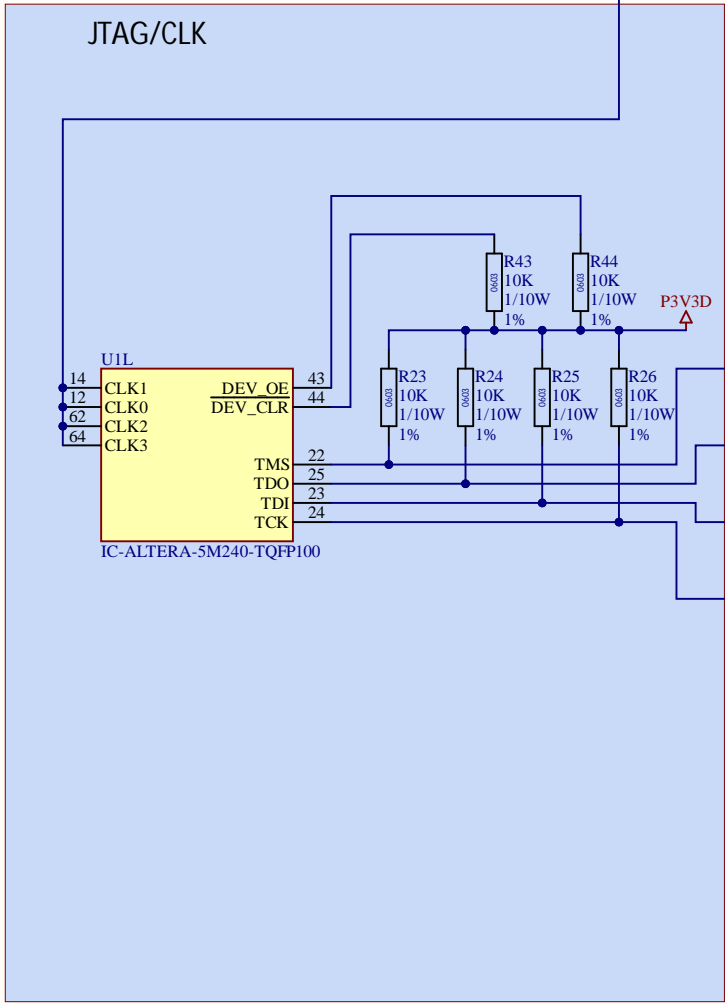 JTAG/CLK
R43
10K
1/10W
1%
0603
R44
10K
1/10W
1%
0603
P3V3D
U1L
14
CLK1
12
CLK0
62
CLK2
64
CLK3
DEV_OE
43
DEV_CLR
44
TMS
22
TDO
25
TDI
23
TCK
24
IC-ALTERA-5M240-TQFP100
R23
10K
1/10W
1%
0603
R24
10K
1/10W
1%
0603
R25
10K
1/10W
1%
0603
R26
10K
1/10W
1%
0603